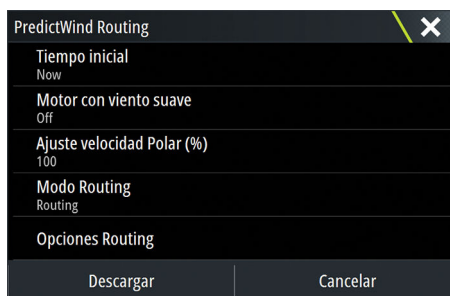 PredictWind Routing
Tiempo inicial
Now
Motor con viento suave
Off
Ajuste velocidad Polar (%)
100
Modo Routing
Routing
Opciones Routing
Descargar Cancelar